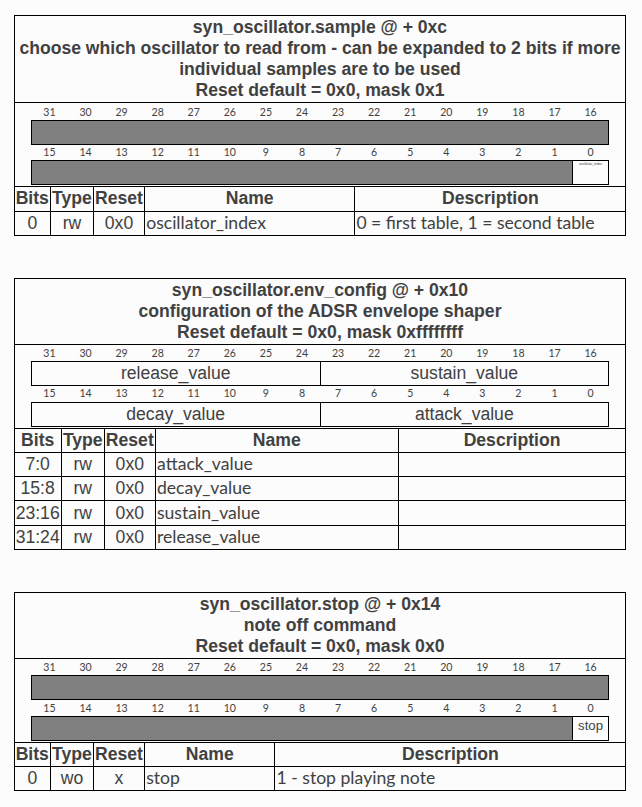 syn_oscillator.sample @ + 0xc
choose which oscillator to read from - can be expanded to 2 bits if more
individual samples are to be used
Reset default = 0x0, mask 0x1
31 30 29 28 27 26 25 24 23 22 21 20 19 18 17 16
15 14 13 12 11 10 9 8 7 6 5 4 3 2 1 0
oscillator_index
Bits Type Reset Name Description
0 rw 0x0 oscillator_index 0 = first table, 1 = second table
syn_oscillator.env_config @ + 0x10
configuration of the ADSR envelope shaper
Reset default = 0x0, mask 0xffffffff
31 30 29 28 27 26 25 24 23 22 21 20 19 18 17 16
release_value sustain_value
15 14 13 12 11 10 9 8 7 6 5 4 3 2 1 0
decay_value attack_value
Bits Type Reset Name Description
7:0 rw 0x0 attack_value
15:8 rw 0x0 decay_value
23:16 rw 0x0 sustain_value
31:24 rw 0x0 release_value
syn_oscillator.stop @ + 0x14
note off command
Reset default = 0x0, mask 0x0
31 30 29 28 27 26 25 24 23 22 21 20 19 18 17 16
15 14 13 12 11 10 9 8 7 6 5 4 3 2 1 0
stop
Bits Type Reset Name Description
0 wo x stop 1 - stop playing note